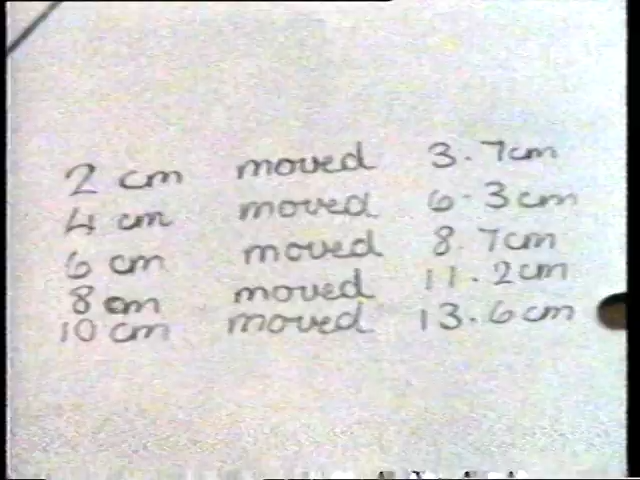 2 cm moved 3.7cm
4 cm moved 6.3cm
6 cm moved 8.7cm
8 cm moved 11.2cm
10 cm moved 13.6cm